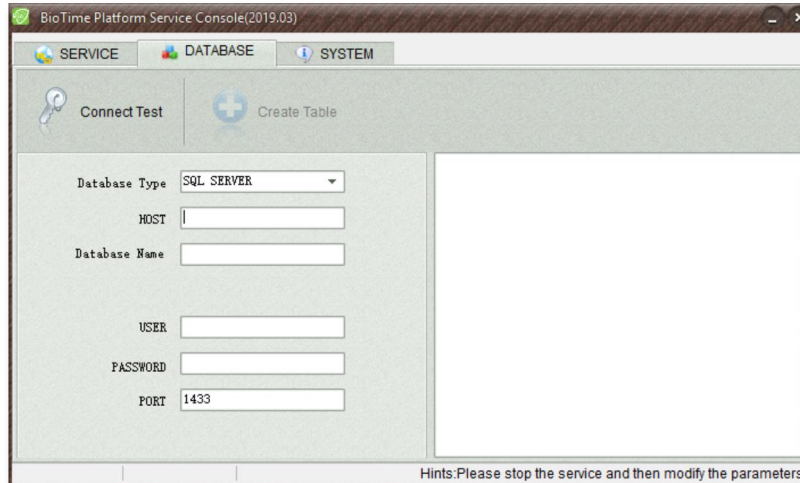 BioTime Platform Service Console(2019.03)
SERVICE DATABASE SYSTEM
Connect Test Create Table
Database Type SQL SERVER
HOST
Database Name
USER
PASSWORD
PORT 1433
Hints:Please stop the service and then modify the parameters